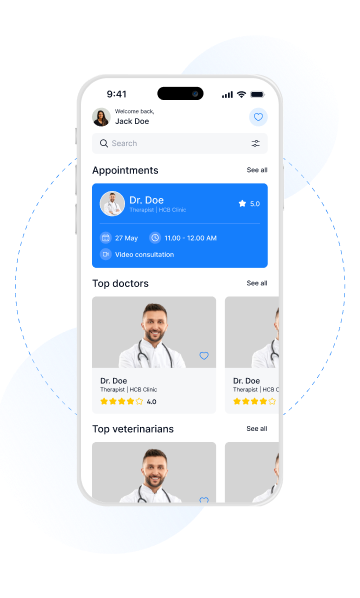 9:41
Welcome back,
Jack Doe
Search
Appointments See all
Dr. Doe
Therapist | HCB Clinic
5.0
27 May 11.00 - 12.00 AM
Video consultation
Top doctors See all
Dr. Doe Dr. Doe
Therapist | HCB Clinic Therapist | HCB C
4.0
Top veterinarians See all